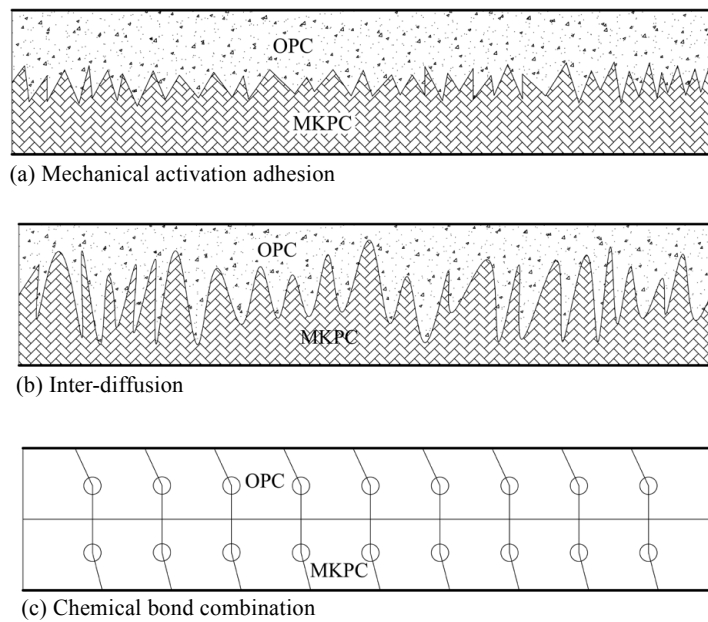 OPC
MKPC
(a) Mechanical activation adhesion
OPC
MKPC
(b) Inter-diffusion
OPC
MKPC
(c) Chemical bond combination